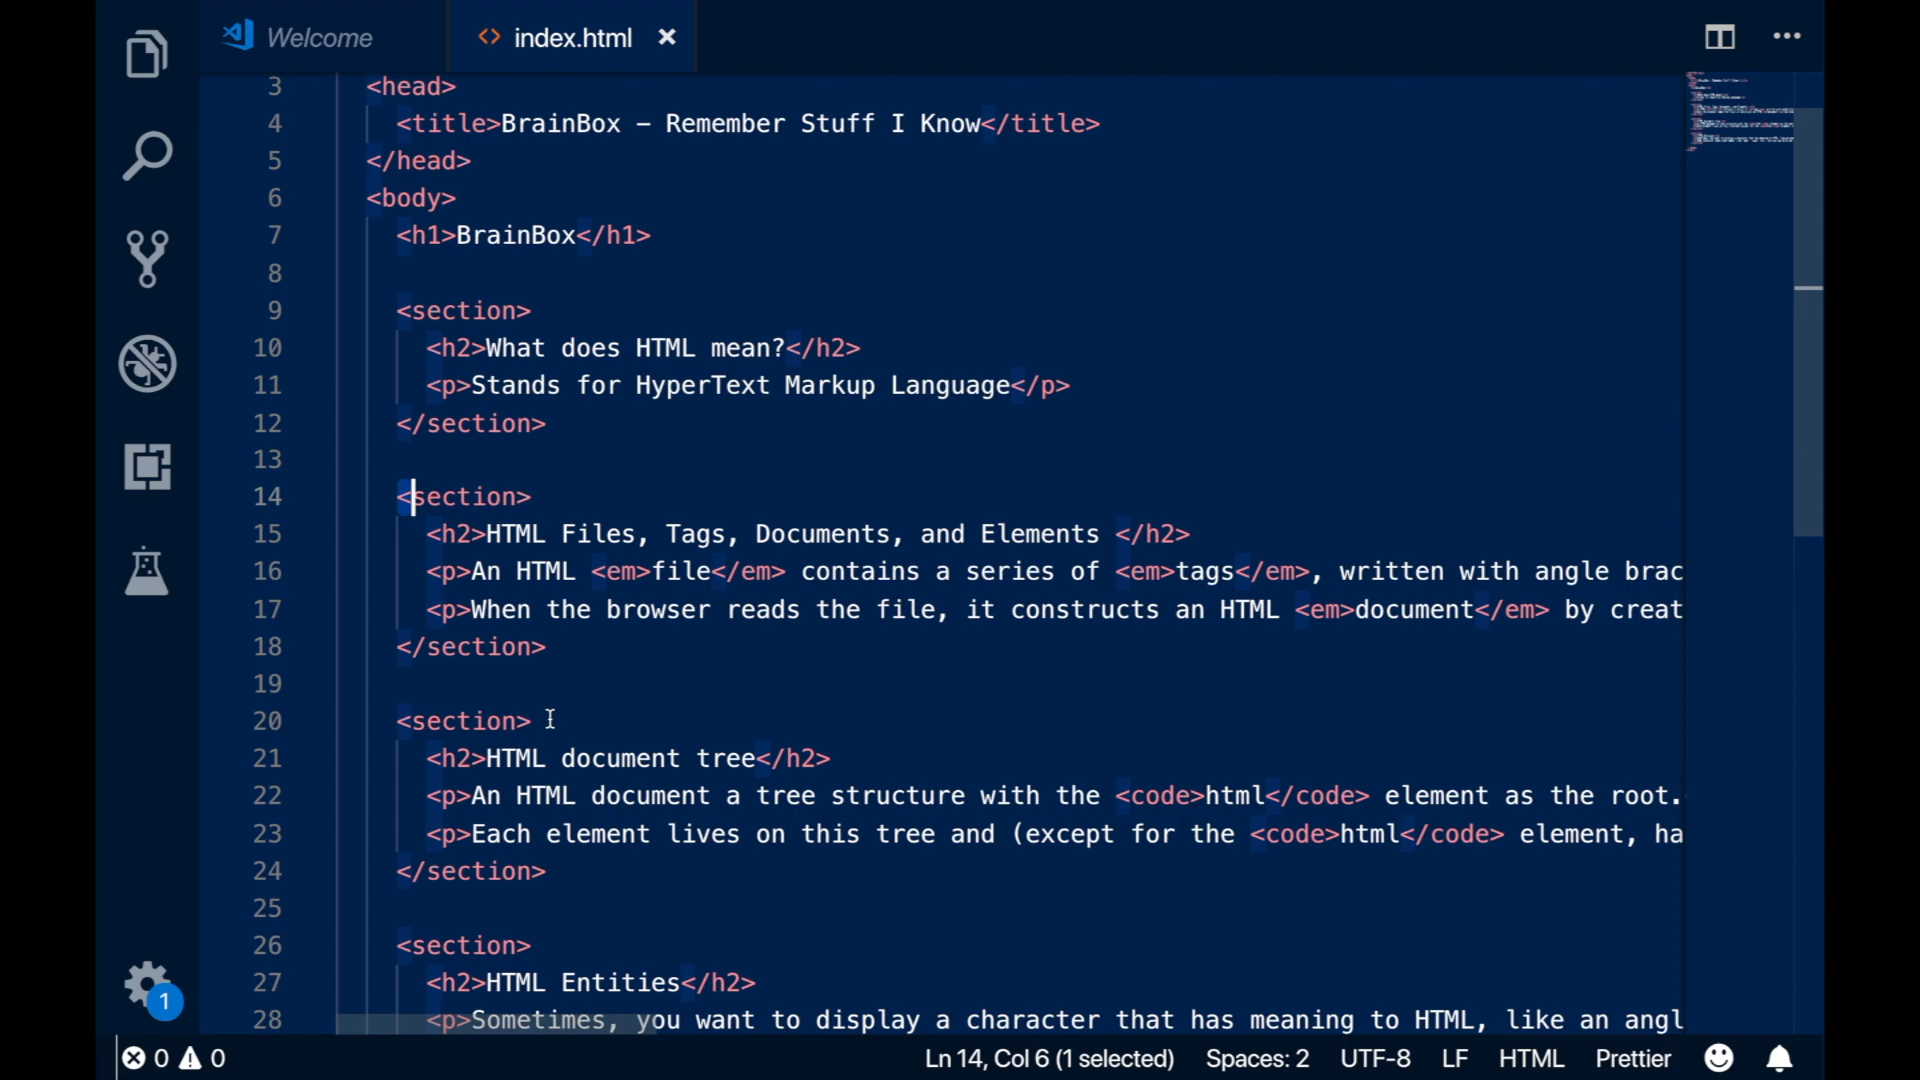 Welcome
index.html
3 <head>
4 <title>BrainBox – Remember Stuff I Know</title>
5 </head>
6 <body>
7 <h1>BrainBox</h1>
8
9 <section>
10 <h2>What does HTML mean?</h2>
11 <p>Stands for HyperText Markup Language</p>
12 </section>
13
14 <section>
15 <h2>HTML Files, Tags, Documents, and Elements </h2>
16 <p>An HTML <em>file</em> contains a series of <em>tags</em>, written with angle brac
17 <p>When the browser reads the file, it constructs an HTML <em>document</em> by creat
18 </section>
19
20 <section>
21 <h2>HTML document tree</h2>
22 <p>An HTML document a tree structure with the <code>html</code> element as the root.
23 <p>Each element lives on this tree and (except for the <code>html</code> element, ha
24 </section>
25
26 <section>
27 <h2>HTML Entities</h2>
28 <p>Sometimes, you want to display a character that has meaning to HTML, like an angl
1
0 0 Ln 14, Col 6 (1 selected) Spaces: 2 UTF-8 LF HTML Prettier